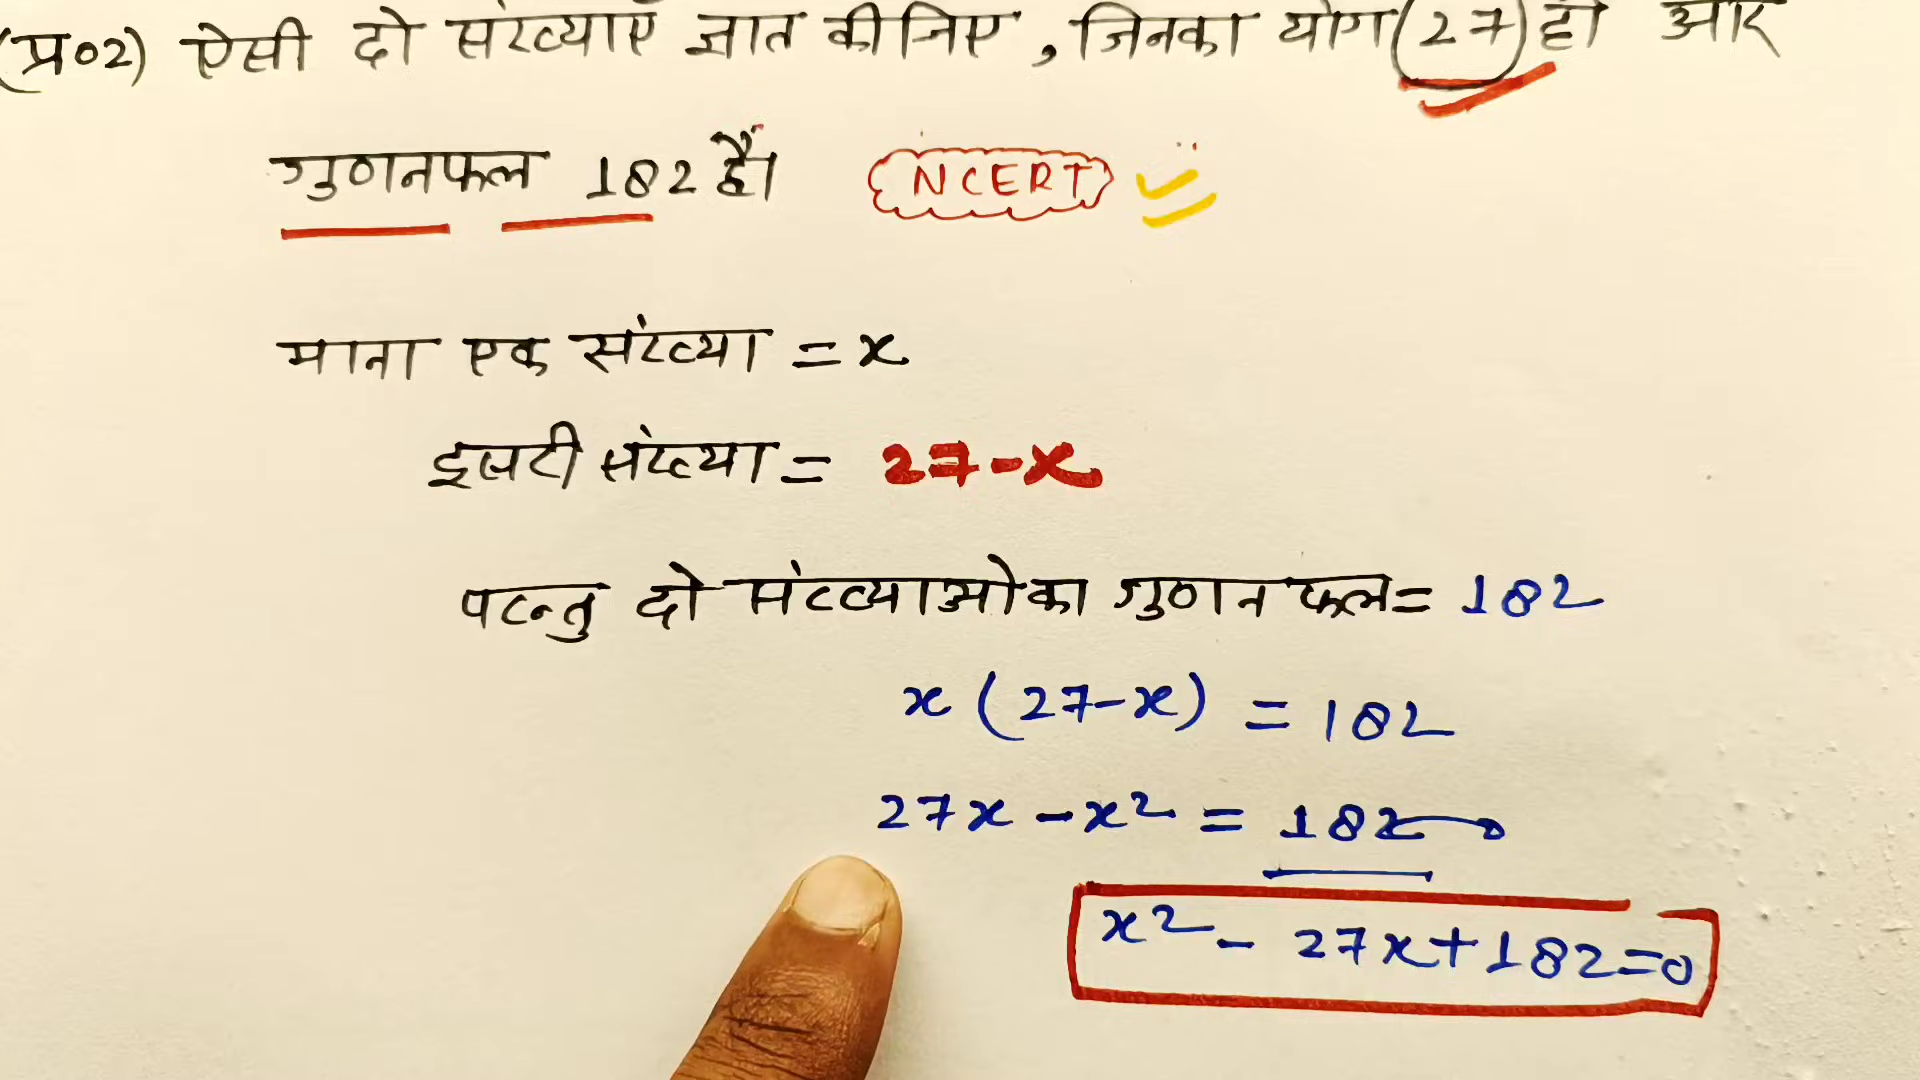 (प्र०2) ऐसी दो संख्याएँ ज्ञात कीजिए, जिनका योग (27) हो और
गुणनफल 182 है। NCERT
माना एक संख्या = x
दूसरी संख्या = 27-x
परन्तु दो संख्याओ का गुणनफल = 182
x (27-x) = 182
27x - x² = 182
x² - 27x + 182 = 0